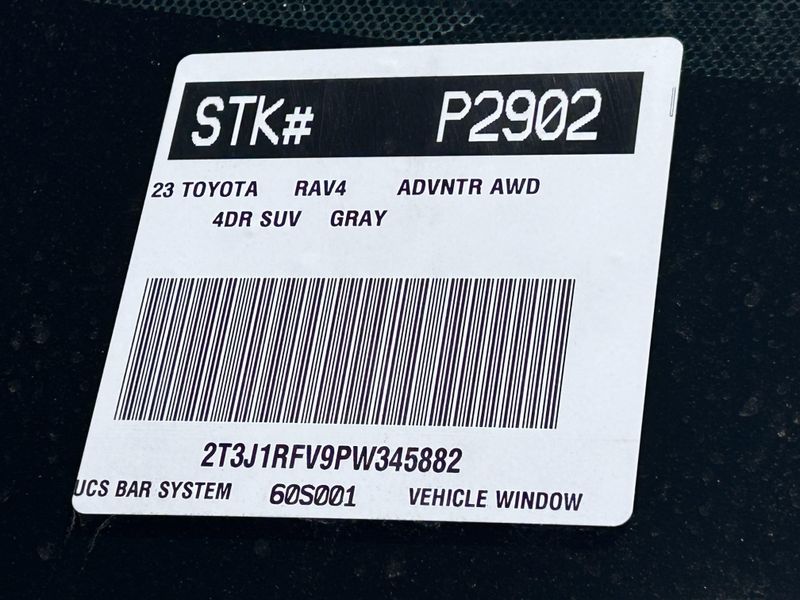 STK# P2902
23 TOYOTA RAV4 ADVNTR AWD
4DR SUV GRAY
2T3J1RFV9PW345882
UCS BAR SYSTEM 60S001 VEHICLE WINDOW